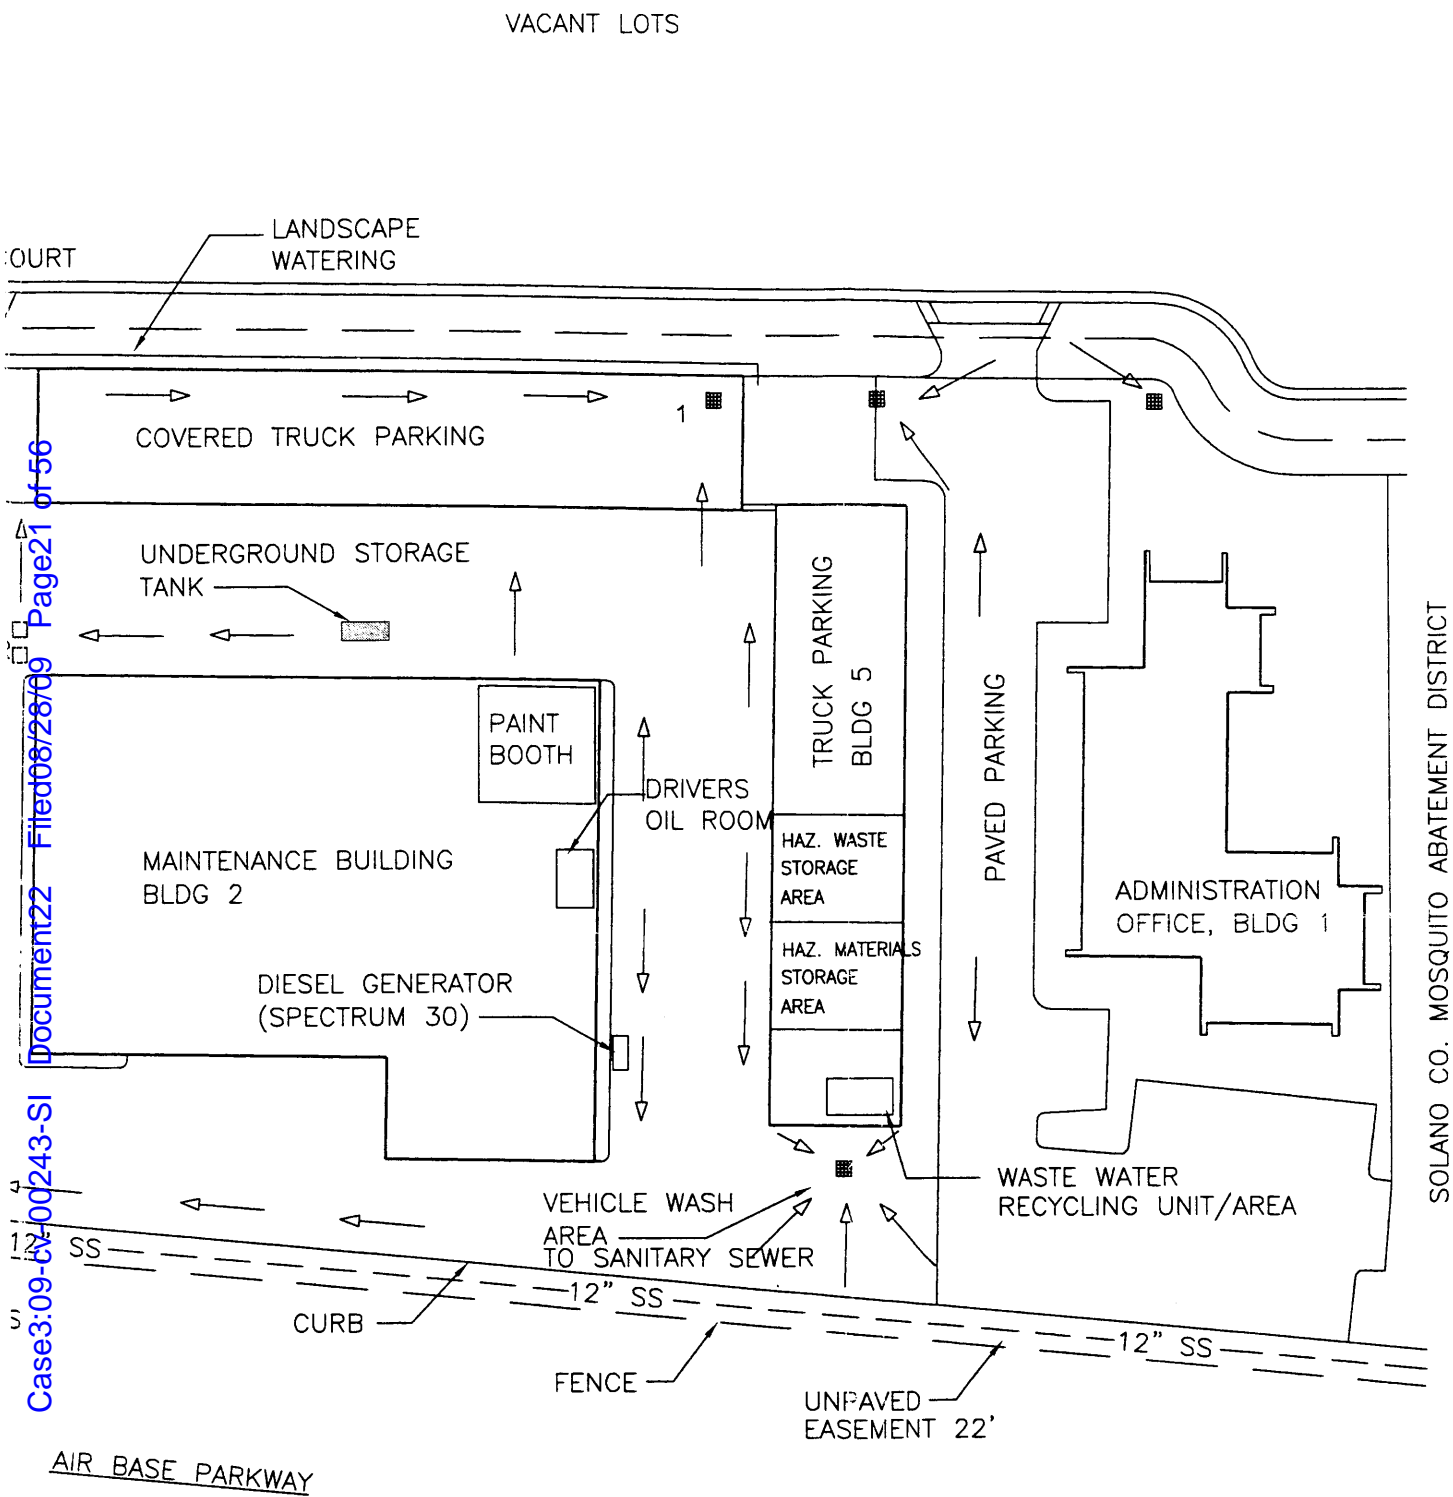 VACANT LOTS
LANDSCAPE
WATERING
COURT
1
COVERED TRUCK PARKING
UNDERGROUND STORAGE
TANK
TRUCK PARKING
BLDG 5
PAINT
BOOTH
DRIVERS
OIL ROOM
PAVED PARKING
HAZ. WASTE
STORAGE
AREA
MAINTENANCE BUILDING
BLDG 2
ADMINISTRATION
OFFICE, BLDG 1
HAZ. MATERIALS
STORAGE
AREA
DIESEL GENERATOR
(SPECTRUM 30)
SOLANO CO. MOSQUITO ABATEMENT DISTRICT
WASTE WATER
RECYCLING UNIT/AREA
VEHICLE WASH
AREA
TO SANITARY SEWER
12" SS
12" SS
12" SS
CURB
FENCE
UNPAVED
EASEMENT 22'
AIR BASE PARKWAY
Case3:09-cv-00243-SI Document22 Filed08/28/09 Page21 of 56